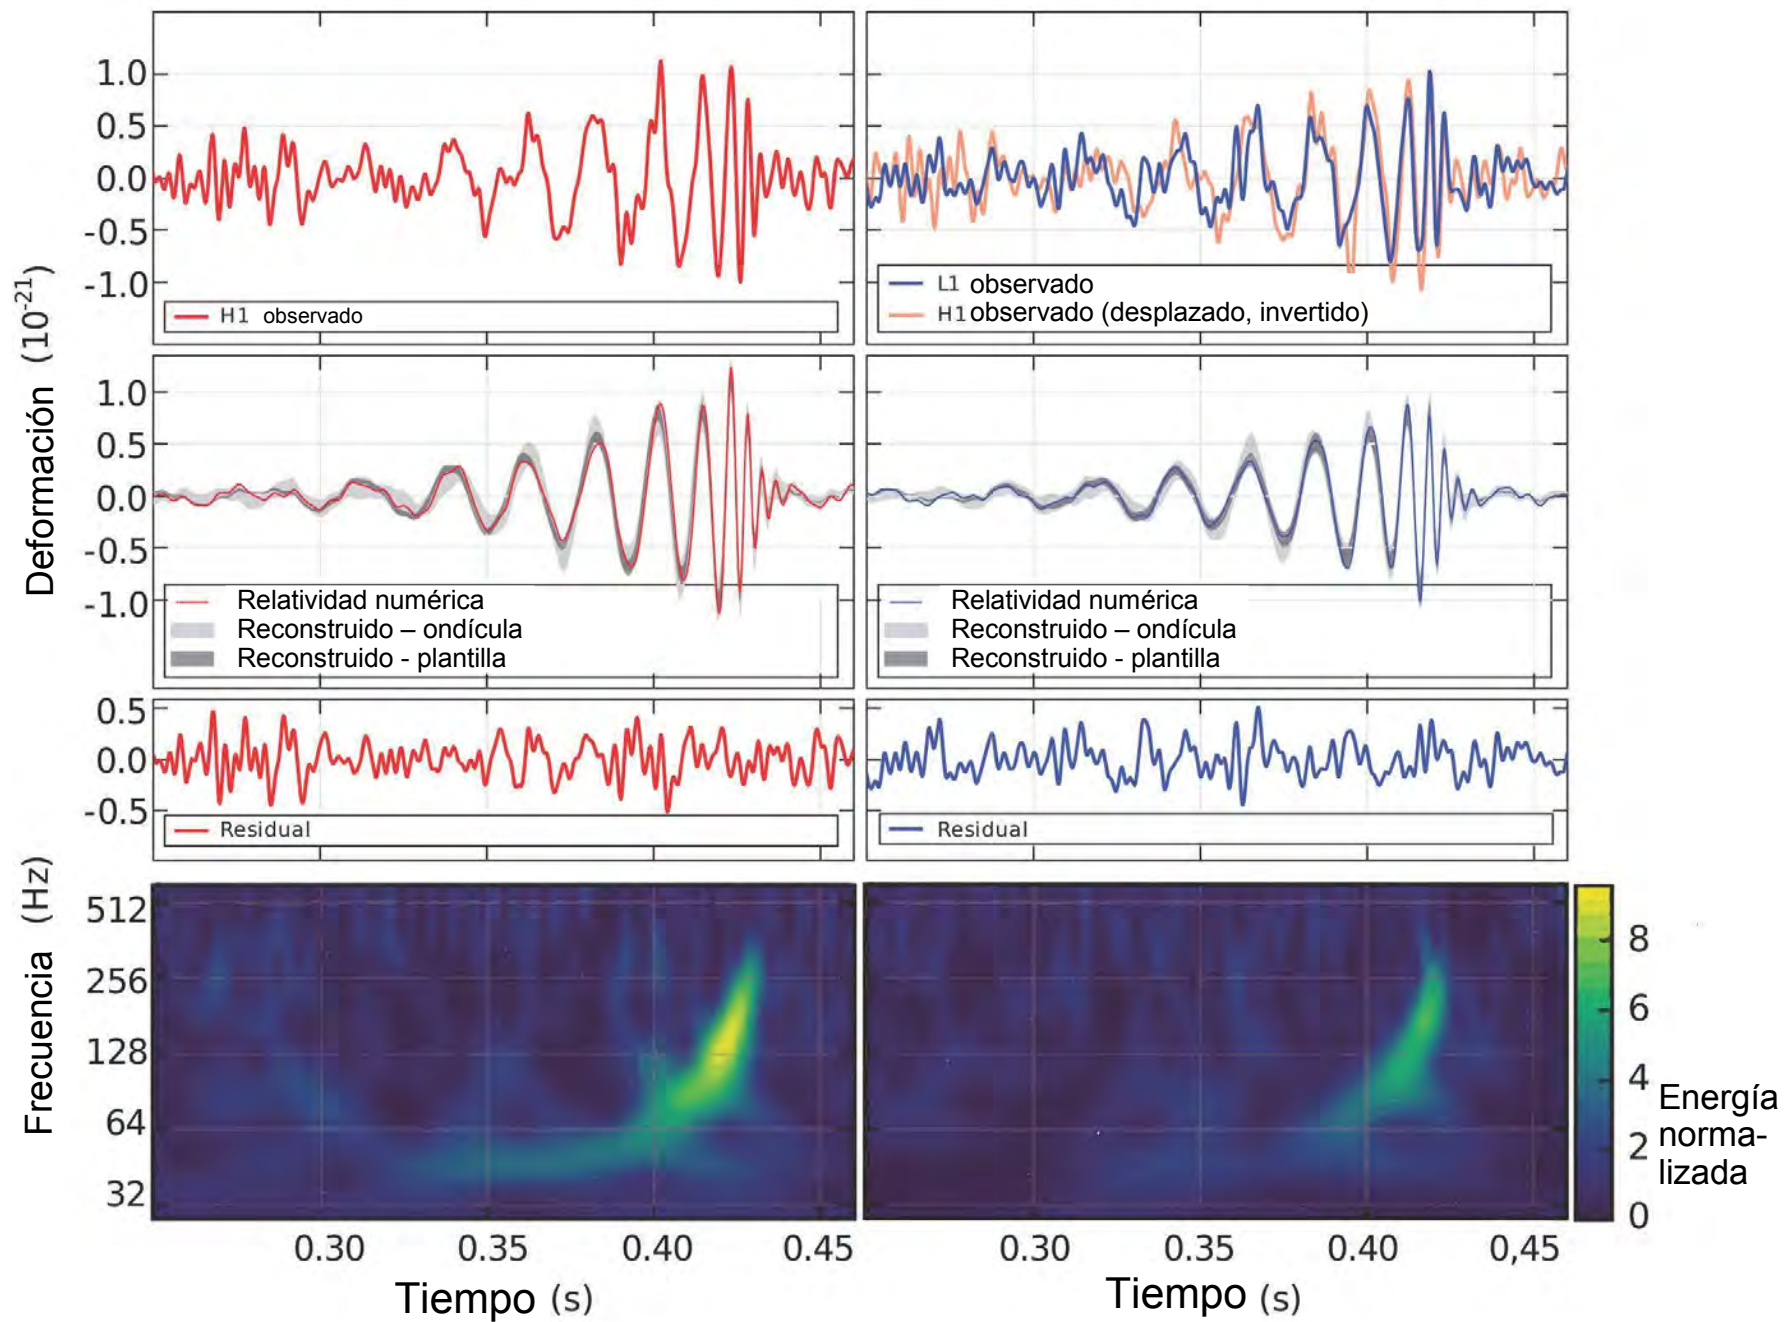 Deformación (10⁻²¹)
1.0
0.5
0.0
-0.5
-1.0
H1 observado
L1 observado
H1 observado (desplazado, invertido)
1.0
0.5
0.0
-0.5
-1.0
Relatividad numérica
Reconstruido – ondícula
Reconstruido - plantilla
Relatividad numérica
Reconstruido – ondícula
Reconstruido - plantilla
0.5
0.0
-0.5
Residual
Residual
Frecuencia (Hz)
512
256
128
64
32
0.30 0.35 0.40 0.45
Tiempo (s)
0.30 0.35 0.40 0,45
Tiempo (s)
8
6
4
2
0
Energía
norma-
lizada